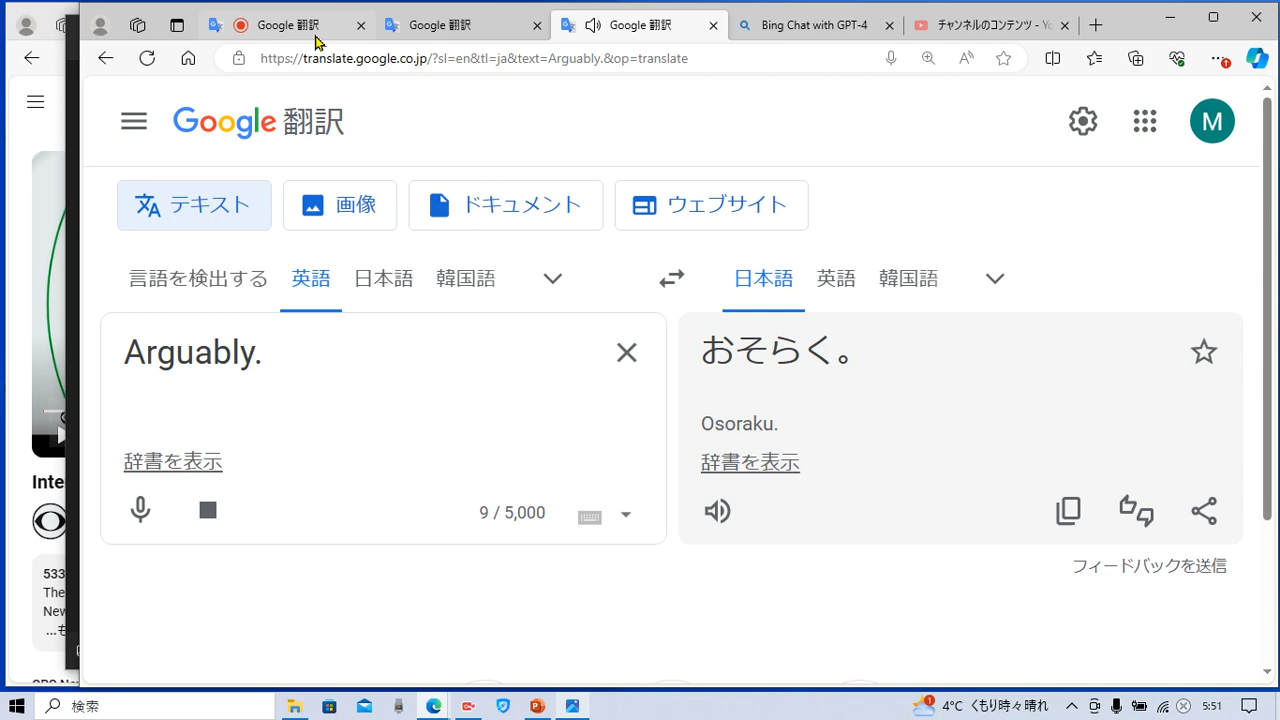 Google 翻訳
Google 翻訳
Google 翻訳
Bing Chat with GPT-4
チャンネルのコンテンツ - Yo
https://translate.google.co.jp/?sl=en&tl=ja&text=Arguably.&op=translate
Google 翻訳
M
テキスト
画像
ドキュメント
ウェブサイト
言語を検出する
英語
日本語
韓国語
日本語
英語
韓国語
Arguably.
おそらく。
Osoraku.
辞書を表示
辞書を表示
9 / 5,000
フィードバックを送信
Inte
533
The
New
...も
検索
4°C くもり時々晴れ
5:51